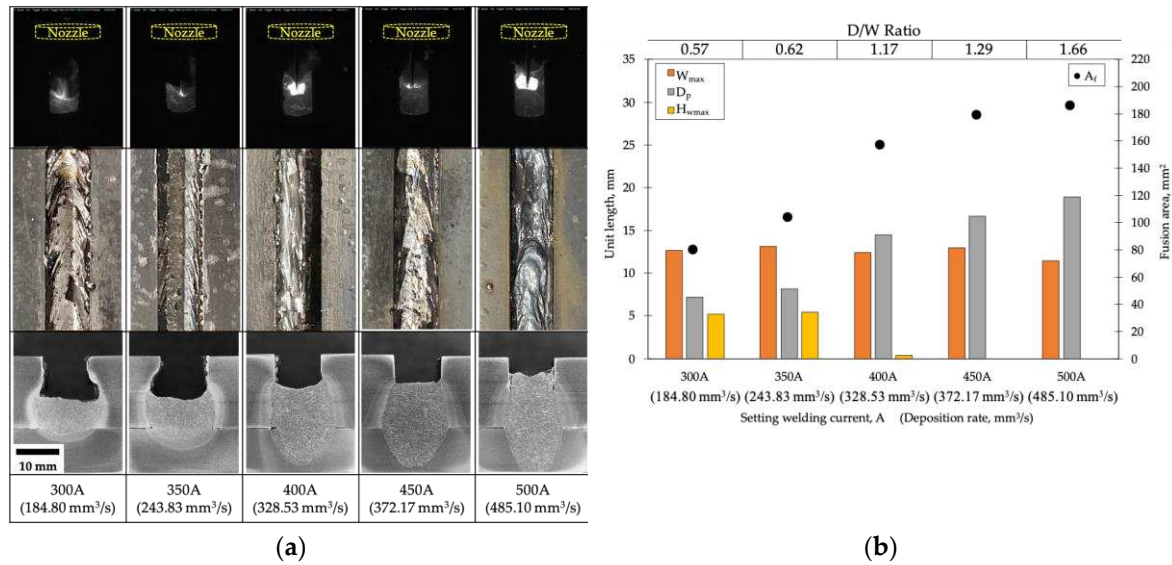 Nozzle Nozzle Nozzle Nozzle Nozzle
10 mm
300A 350A 400A 450A 500A
(184.80 mm³/s) (243.83 mm³/s) (328.53 mm³/s) (372.17 mm³/s) (485.10 mm³/s)
(a)
D/W Ratio
0.57 0.62 1.17 1.29 1.66
35 220
200
30 180
25 160
140
20 120
15 100
80
10 60
5 40
20
0 0
Unit length, mm
Fusion area, mm²
Wmax
Dp
Hwmax
Af
300A 350A 400A 450A 500A
(184.80 mm³/s) (243.83 mm³/s) (328.53 mm³/s) (372.17 mm³/s) (485.10 mm³/s)
Setting welding current, A (Deposition rate, mm³/s)
(b)